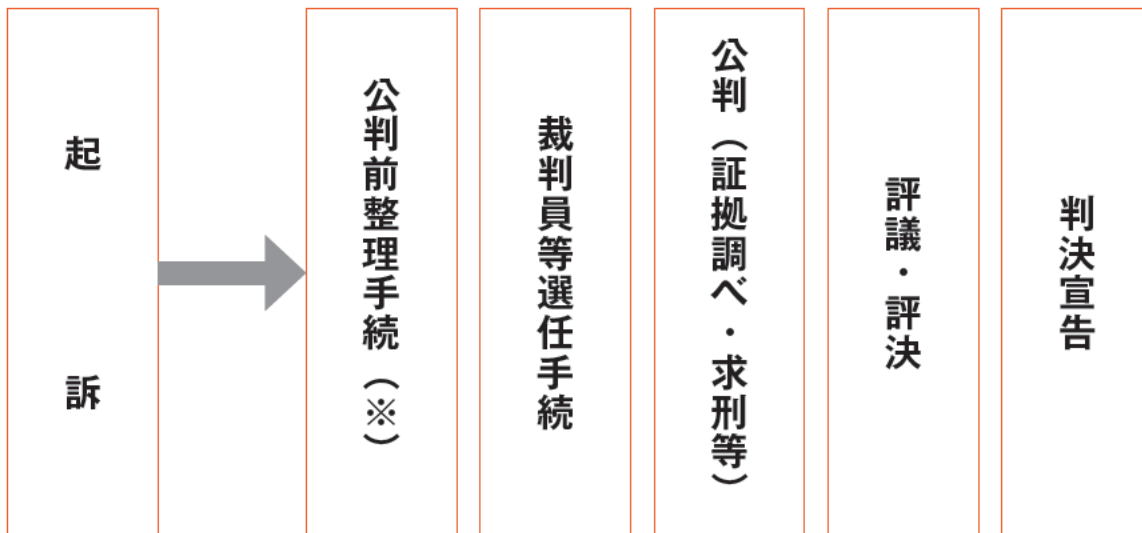 起訴
公判前整理手続（※）
裁判員等選任手続
公判（証拠調べ・求刑等）
評議・評決
判決宣告